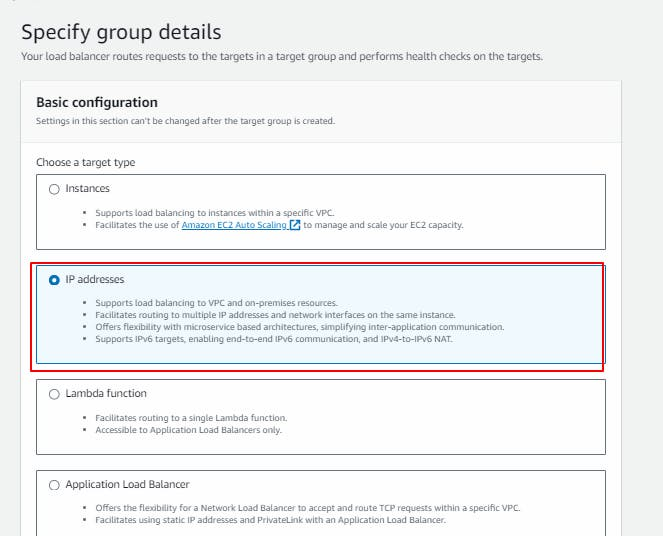 Specify group details
Your load balancer routes requests to the targets in a target group and performs health checks on the targets.
Basic configuration
Settings in this section can't be changed after the target group is created.
Choose a target type
Instances
Supports load balancing to instances within a specific VPC.
Facilitates the use of Amazon EC2 Auto Scaling to manage and scale your EC2 capacity.
IP addresses
Supports load balancing to VPC and on-premises resources.
Facilitates routing to multiple IP addresses and network interfaces on the same instance.
Offers flexibility with microservice based architectures, simplifying inter-application communication.
Supports IPv6 targets, enabling end-to-end IPv6 communication, and IPv4-to-IPv6 NAT.
Lambda function
Facilitates routing to a single Lambda function.
Accessible to Application Load Balancers only.
Application Load Balancer
Offers the flexibility for a Network Load Balancer to accept and route TCP requests within a specific VPC.
Facilitates using static IP addresses and PrivateLink with an Application Load Balancer.